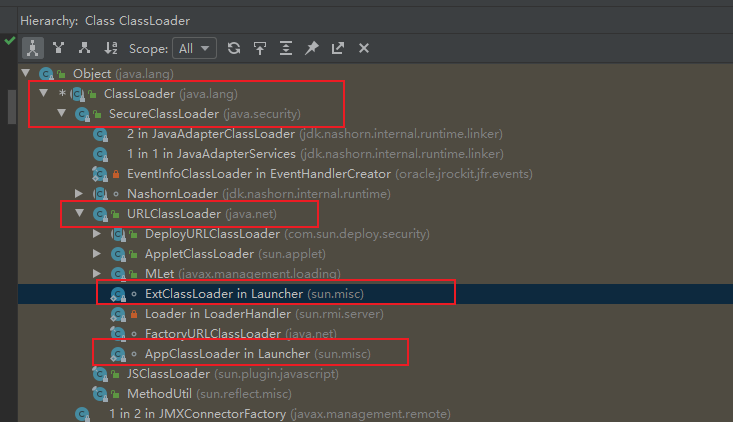 Hierarchy: Class ClassLoader
Scope: All
Object (java.lang)
* ClassLoader (java.lang)
SecureClassLoader (java.security)
2 in JavaAdapterClassLoader (jdk.nashorn.internal.runtime.linker)
1 in 1 in JavaAdapterServices (jdk.nashorn.internal.runtime.linker)
EventInfoClassLoader in EventHandlerCreator (oracle.jrockit.jfr.events)
NashornLoader (jdk.nashorn.internal.runtime)
URLClassLoader (java.net)
DeployURLClassLoader (com.sun.deploy.security)
AppletClassLoader (sun.applet)
MLet (javax.management.loading)
ExtClassLoader in Launcher (sun.misc)
Loader in LoaderHandler (sun.rmi.server)
FactoryURLClassLoader (java.net)
AppClassLoader in Launcher (sun.misc)
JSClassLoader (sun.plugin.javascript)
MethodUtil (sun.reflect.misc)
1 in 2 in JMXConnectorFactory (javax.management.remote)